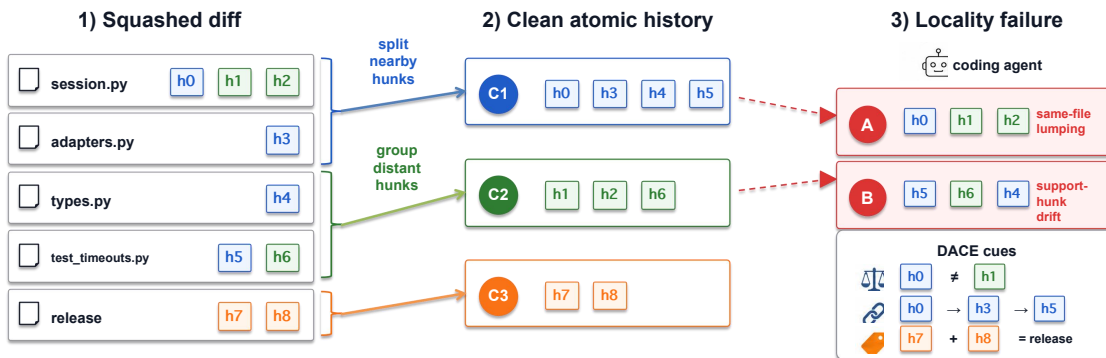 1) Squashed diff
session.py h0 h1 h2
adapters.py h3
types.py h4
test_timeouts.py h5 h6
release h7 h8
split
nearby
hunks
group
distant
hunks
2) Clean atomic history
C1 h0 h3 h4 h5
C2 h1 h2 h6
C3 h7 h8
3) Locality failure
coding agent
A h0 h1 h2 same-file
lumping
B h5 h6 h4 support-
hunk
drift
DACE cues
h0 ≠ h1
h0 → h3 → h5
h7 + h8 = release